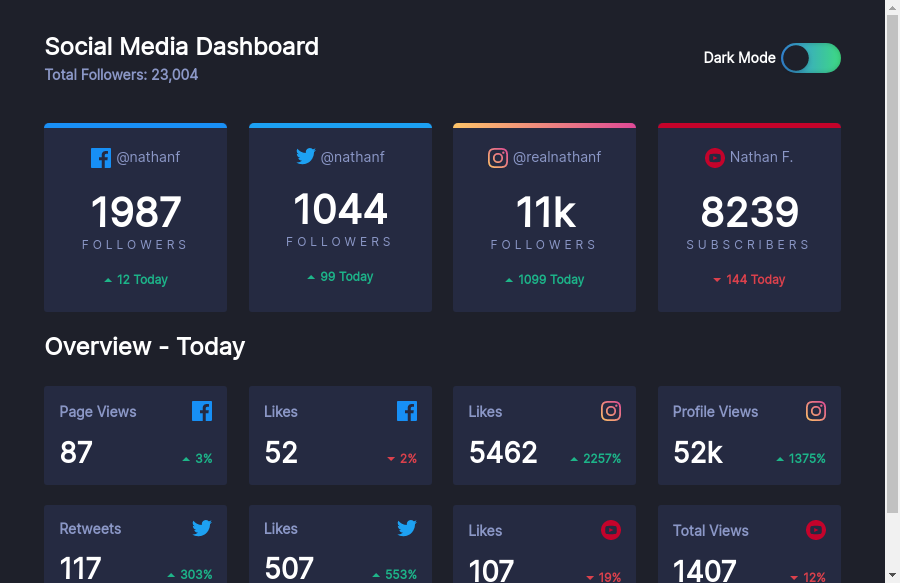 Social Media Dashboard
Total Followers: 23,004
Dark Mode
@nathanf
1987
FOLLOWERS
12 Today
@nathanf
1044
FOLLOWERS
99 Today
@realnathanf
11k
FOLLOWERS
1099 Today
Nathan F.
8239
SUBSCRIBERS
144 Today
Overview - Today
Page Views
87
3%
Likes
52
2%
Likes
5462
2257%
Profile Views
52k
1375%
Retweets
117
303%
Likes
507
553%
Likes
107
19%
Total Views
1407
12%